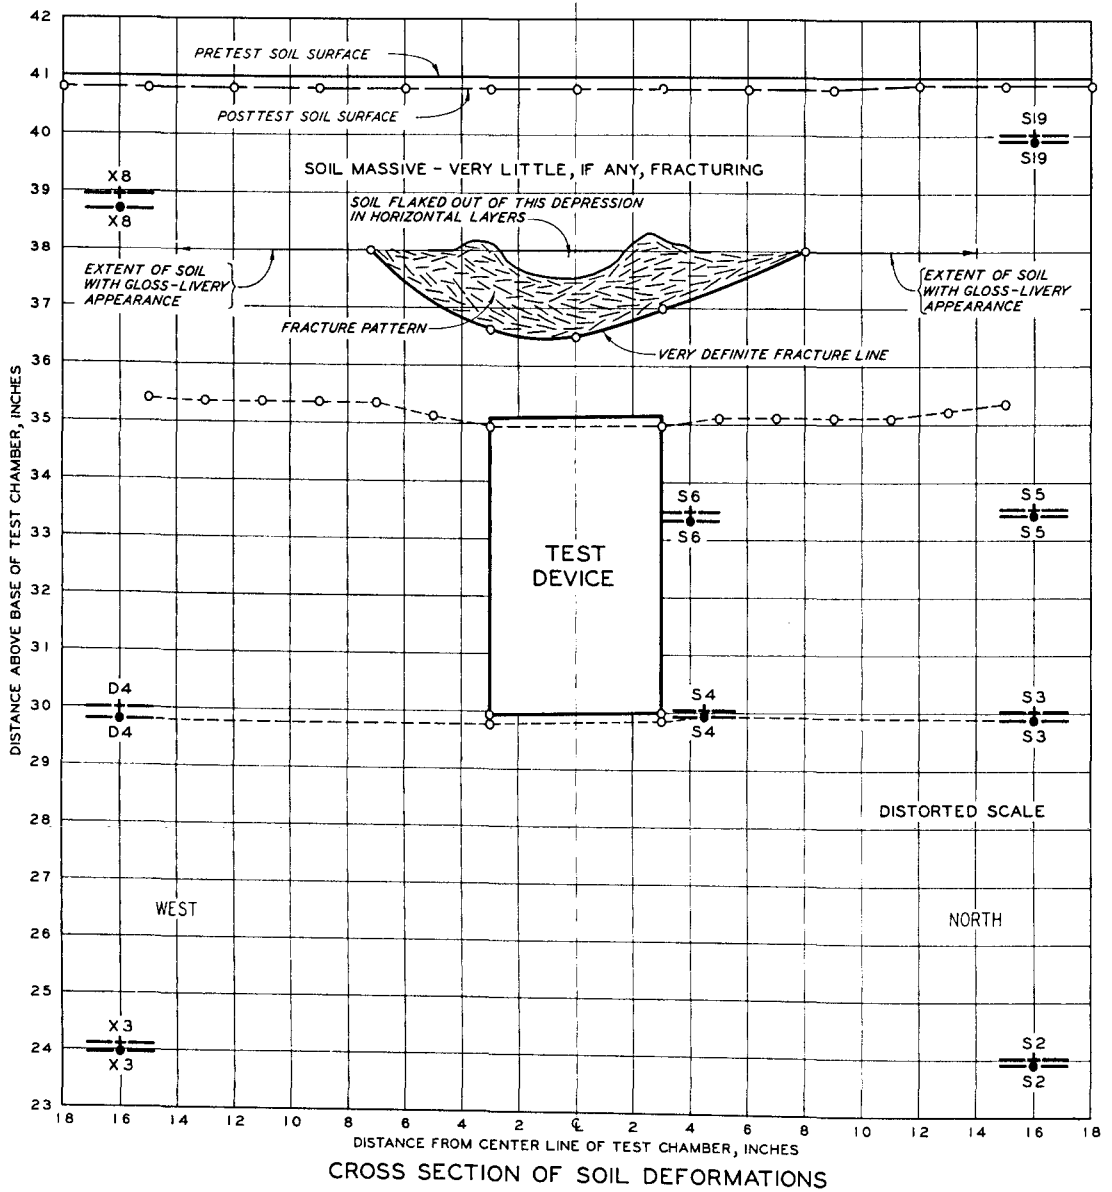 42
PRETEST SOIL SURFACE
41
POSTTEST SOIL SURFACE
S19
40
S19
SOIL MASSIVE - VERY LITTLE, IF ANY, FRACTURING
X8
39
X8
SOIL FLAKED OUT OF THIS DEPRESSION
IN HORIZONTAL LAYERS
38
EXTENT OF SOIL
WITH GLOSS-LIVERY
APPEARANCE
EXTENT OF SOIL
WITH GLOSS-LIVERY
APPEARANCE
37
FRACTURE PATTERN
VERY DEFINITE FRACTURE LINE
36
35
34
S6
S5
33
S6
S5
TEST
DEVICE
32
31
D4
S4
S3
30
D4
S4
S3
29
DISTORTED SCALE
28
27
WEST
NORTH
26
25
X3
S2
24
X3
S2
23
DISTANCE ABOVE BASE OF TEST CHAMBER, INCHES
18 16 14 12 10 8 6 4 2 ℄ 2 4 6 8 10 12 14 16 18
DISTANCE FROM CENTER LINE OF TEST CHAMBER, INCHES
CROSS SECTION OF SOIL DEFORMATIONS